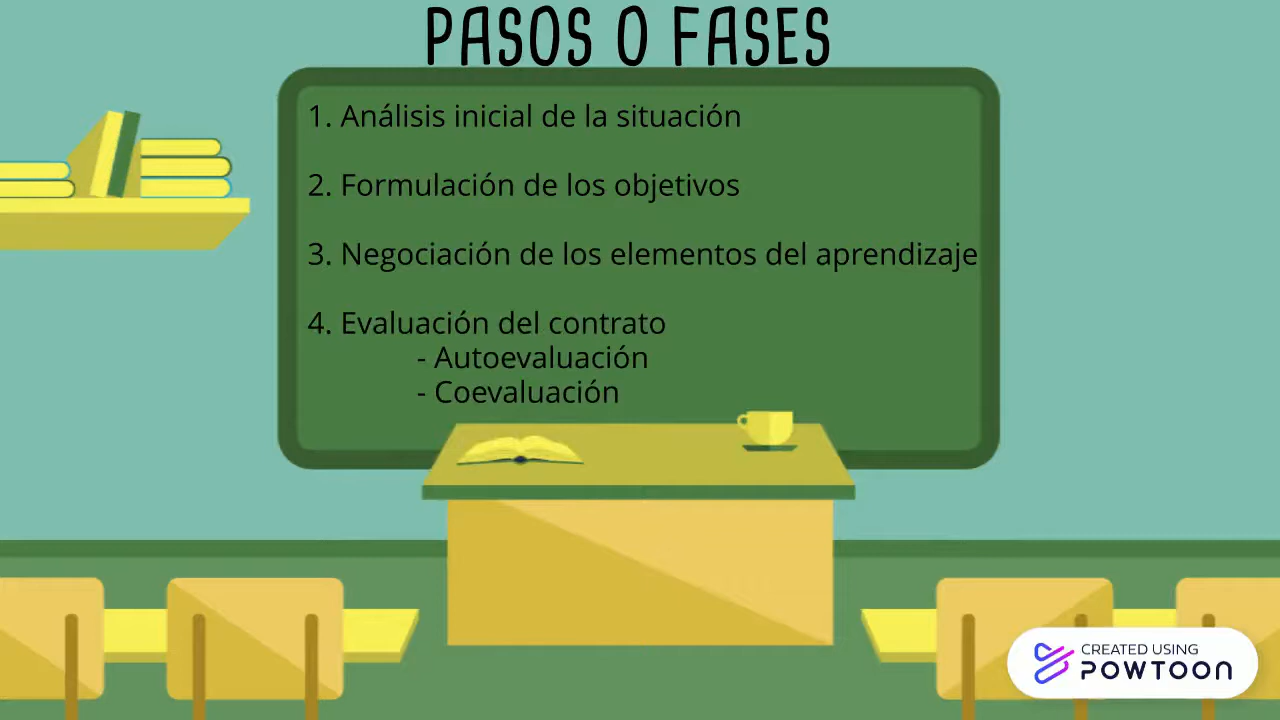 PASOS O FASES
1. Análisis inicial de la situación
2. Formulación de los objetivos
3. Negociación de los elementos del aprendizaje
4. Evaluación del contrato
- Autoevaluación
- Coevaluación
CREATED USING
POWTOON